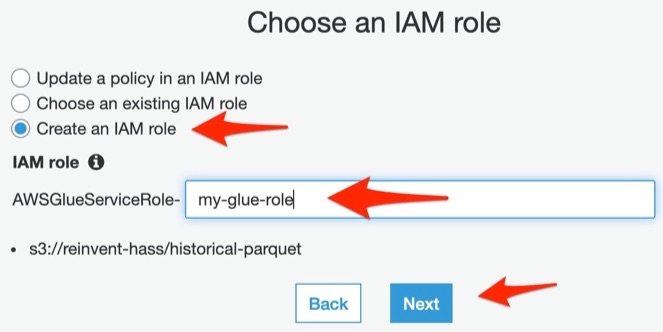 Choose an IAM role
Update a policy in an IAM role
Choose an existing IAM role
Create an IAM role
IAM role
AWSGlueServiceRole- my-glue-role
• s3://reinvent-hass/historical-parquet
Back Next